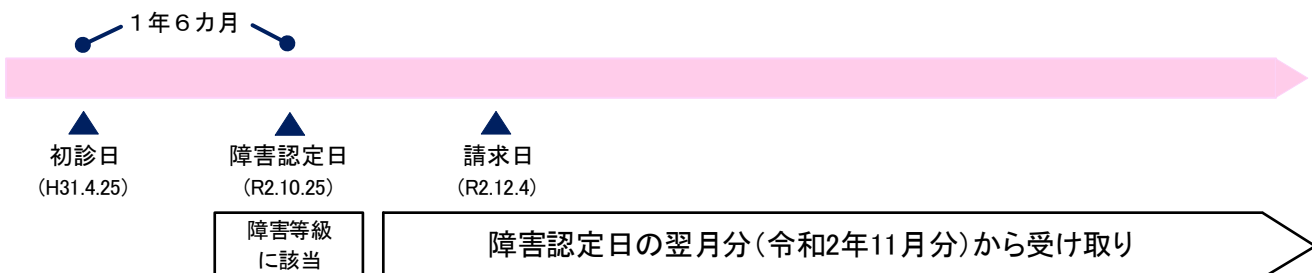 １年６カ月
初診日
(H31.4.25)
障害認定日
(R2.10.25)
請求日
(R2.12.4)
障害等級
に該当
障害認定日の翌月分(令和2年11月分)から受け取り